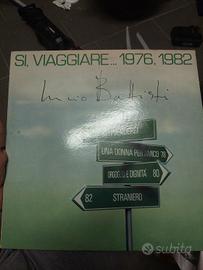 SI, VIAGGIARE... 1976, 1982
Lucio Battisti
UNA DONNA PER AMICO 78
ORGOGLIO E DIGNITÀ 80
82 STRANIERO
subito